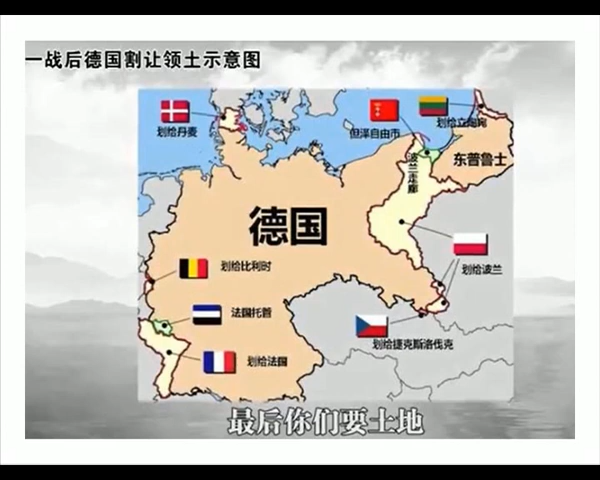 一战后德国割让领土示意图
划给丹麦
但泽自由市
划给立陶宛
波兰走廊
东普鲁士
德国
划给波兰
划给比利时
法国托管
划给捷克斯洛伐克
划给法国
最后你们要土地